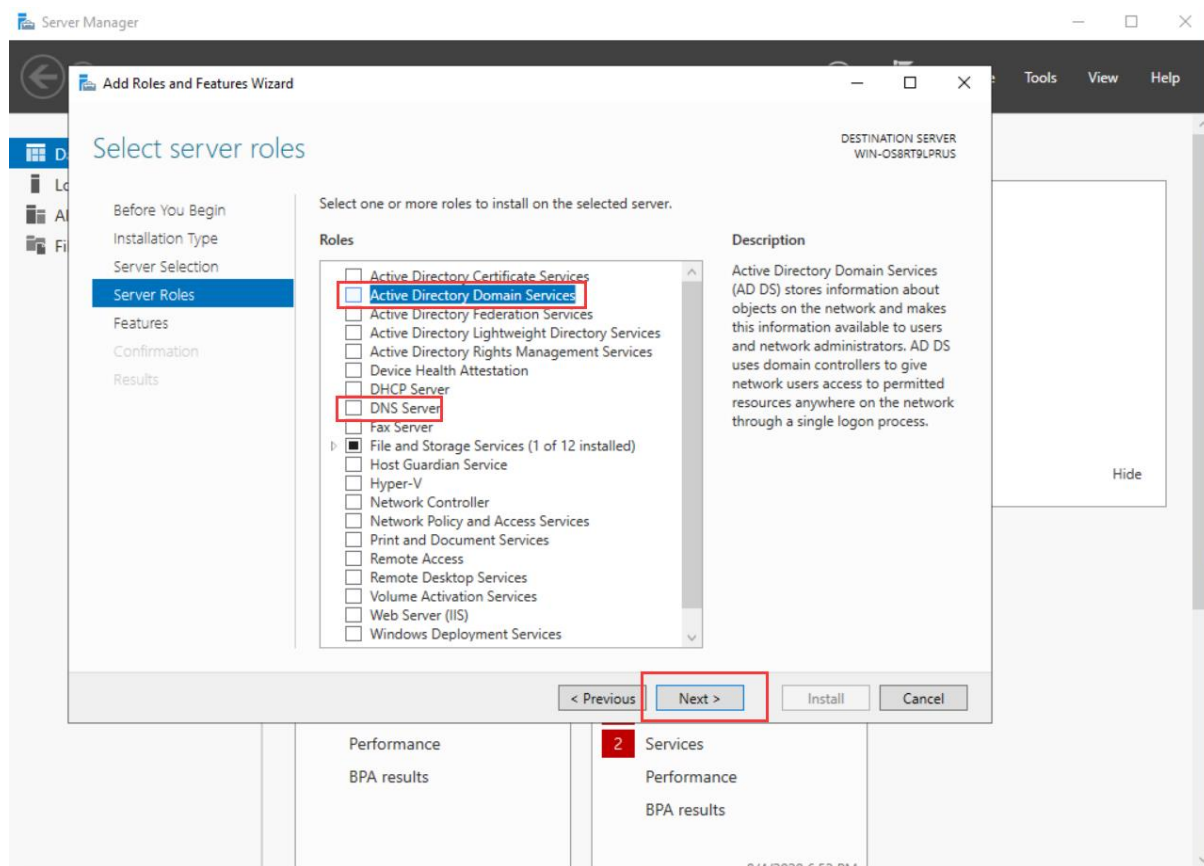 Server Manager
Add Roles and Features Wizard
Tools View Help
Select server roles
DESTINATION SERVER
WIN-OS8RT9LPRUS
Before You Begin
Installation Type
Server Selection
Server Roles
Features
Confirmation
Results
Select one or more roles to install on the selected server.
Roles
Active Directory Certificate Services
Active Directory Domain Services
Active Directory Federation Services
Active Directory Lightweight Directory Services
Active Directory Rights Management Services
Device Health Attestation
DHCP Server
DNS Server
Fax Server
File and Storage Services (1 of 12 installed)
Host Guardian Service
Hyper-V
Network Controller
Network Policy and Access Services
Print and Document Services
Remote Access
Remote Desktop Services
Volume Activation Services
Web Server (IIS)
Windows Deployment Services
Description
Active Directory Domain Services
(AD DS) stores information about
objects on the network and makes
this information available to users
and network administrators. AD DS
uses domain controllers to give
network users access to permitted
resources anywhere on the network
through a single logon process.
Hide
< Previous Next > Install Cancel
Performance
BPA results
2 Services
Performance
BPA results